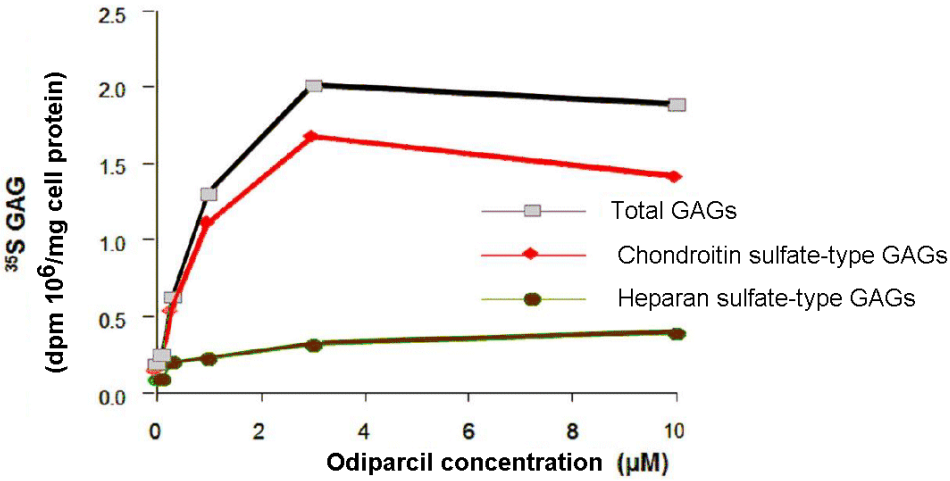 2.5
2.0
1.5
1.0
0.5
0.0
³⁵S GAG
(dpm 10⁶/mg cell protein)
Total GAGs
Chondroitin sulfate-type GAGs
Heparan sulfate-type GAGs
0 2 4 6 8 10
Odiparcil concentration (µM)